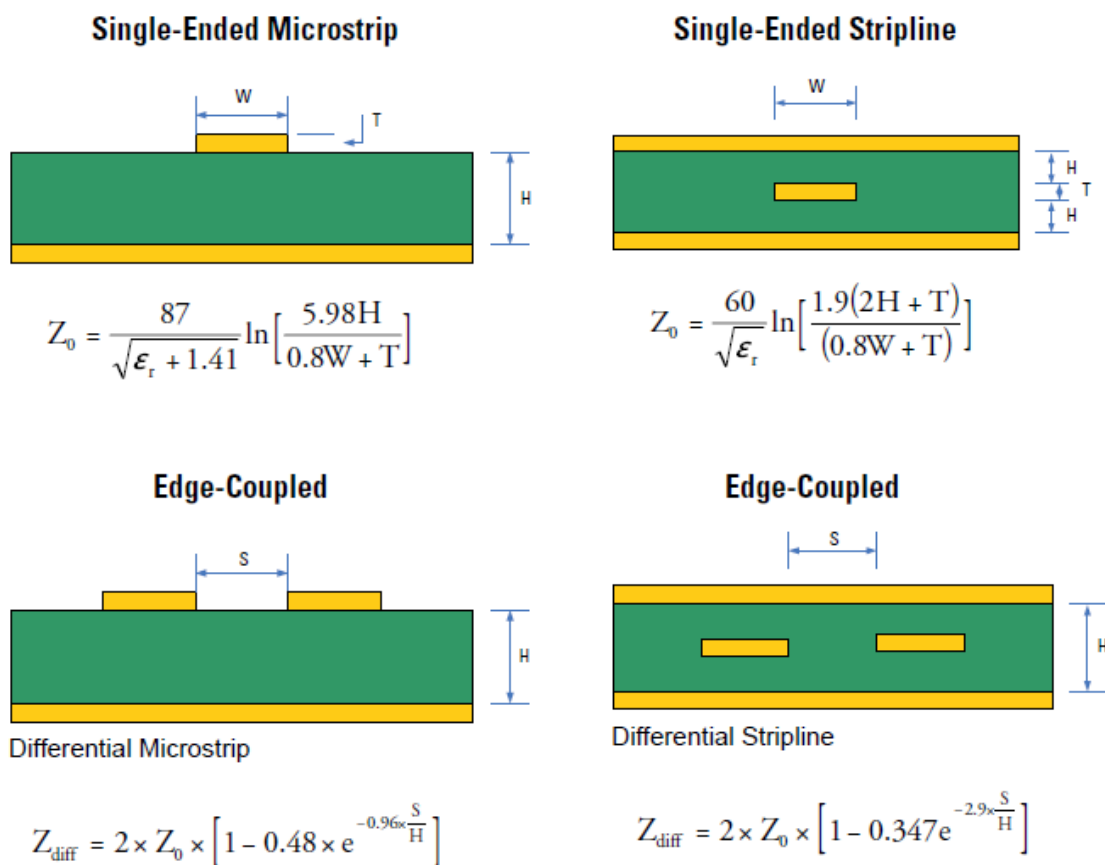 Single-Ended Microstrip
Single-Ended Stripline
W
T
H
W
H
T
H
Z₀ = 87 / √(εᵣ + 1.41) ln[5.98H / 0.8W + T]
Z₀ = 60 / √εᵣ ln[1.9(2H + T) / (0.8W + T)]
Edge-Coupled
Edge-Coupled
S
H
S
H
Differential Microstrip
Differential Stripline
Z_diff = 2 × Z₀ × [1 − 0.48 × e^(−0.96× S/H)]
Z_diff = 2 × Z₀ × [1 − 0.347e^(−2.9× S/H)]